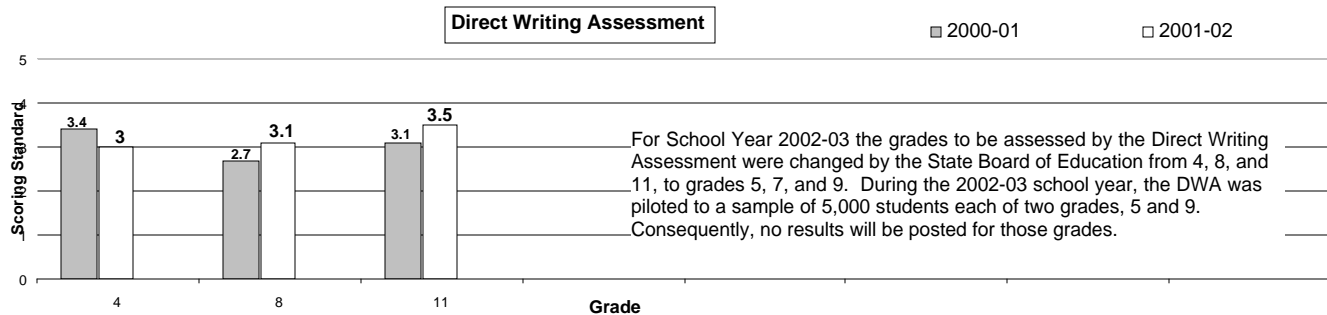 Direct Writing Assessment
2000-01
2001-02
5
4
3
2
1
0
Scoring Standard
3.4
3
2.7
3.1
3.1
3.5
For School Year 2002-03 the grades to be assessed by the Direct Writing
Assessment were changed by the State Board of Education from 4, 8, and
11, to grades 5, 7, and 9. During the 2002-03 school year, the DWA was
piloted to a sample of 5,000 students each of two grades, 5 and 9.
Consequently, no results will be posted for those grades.
4
8
11
Grade